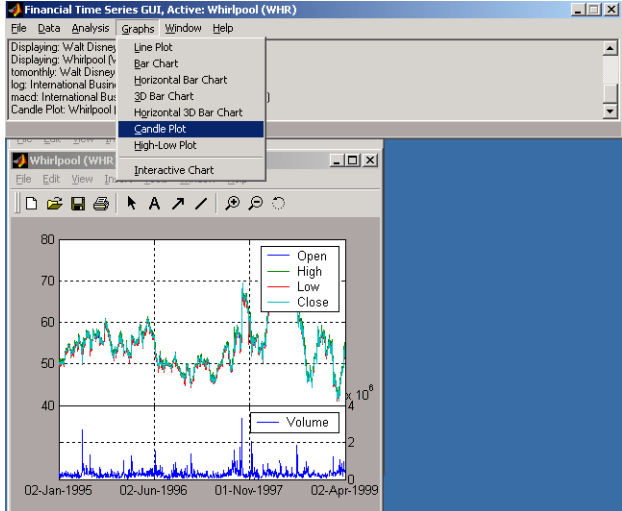 Financial Time Series GUI, Active: Whirlpool (WHR)
File Data Analysis Graphs Window Help
Displaying: Walt Disney
Displaying: Whirlpool
tomonthly: Walt Disney
log: International
macd: International
Candle Plot: Whirlpool
Line Plot
Bar Chart
Horizontal Bar Chart
3D Bar Chart
Horizontal 3D Bar Chart
Candle Plot
High-Low Plot
Interactive Chart
Whirlpool (WHR
File Edit View
A
80
70
60
50
40
Open
High
Low
Close
x 10^6
4
2
0
Volume
02-Jan-1995 02-Jun-1996 01-Nov-1997 02-Apr-1999